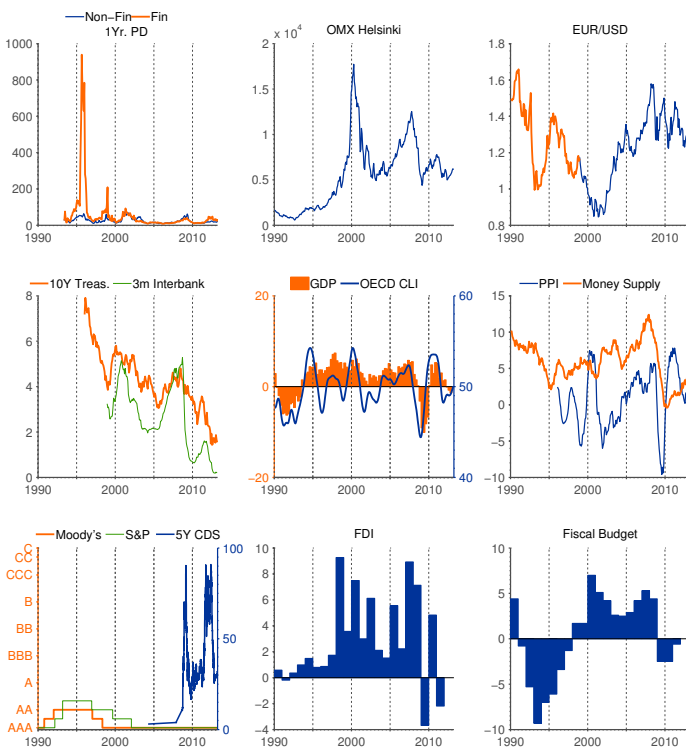 Non−Fin Fin
1Yr. PD
1000
800
600
400
200
0
1990 2000 2010
OMX Helsinki
x 10^4
2
1.5
1
0.5
0
1990 2000 2010
EUR/USD
1.8
1.6
1.4
1.2
1
0.8
1990 2000 2010
10Y Treas. 3m Interbank
8
6
4
2
0
1990 2000 2010
GDP OECD CLI
20 60
0 50
−20 40
1990 2000 2010
PPI Money Supply
15
10
5
0
−5
−10
1990 2000 2010
Moody's S&P 5Y CDS
C 100
CC
CCC
B
BB 50
BBB
A
AA
AAA 0
1990 2000 2010
FDI
10
8
6
4
2
0
−2
−4
1990 2000 2010
Fiscal Budget
10
5
0
−5
−10
1990 2000 2010